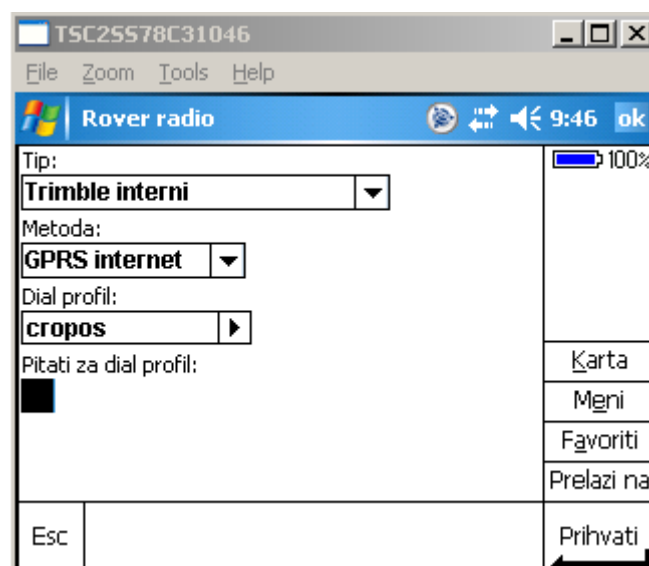 TSC2SS78C31046
File Zoom Tools Help
Rover radio 9:46 ok
Tip: 100%
Trimble interni
Metoda:
GPRS internet
Dial profil:
cropos
Pitati za dial profil:
Karta
Meni
Favoriti
Prelazi na
Esc Prihvati